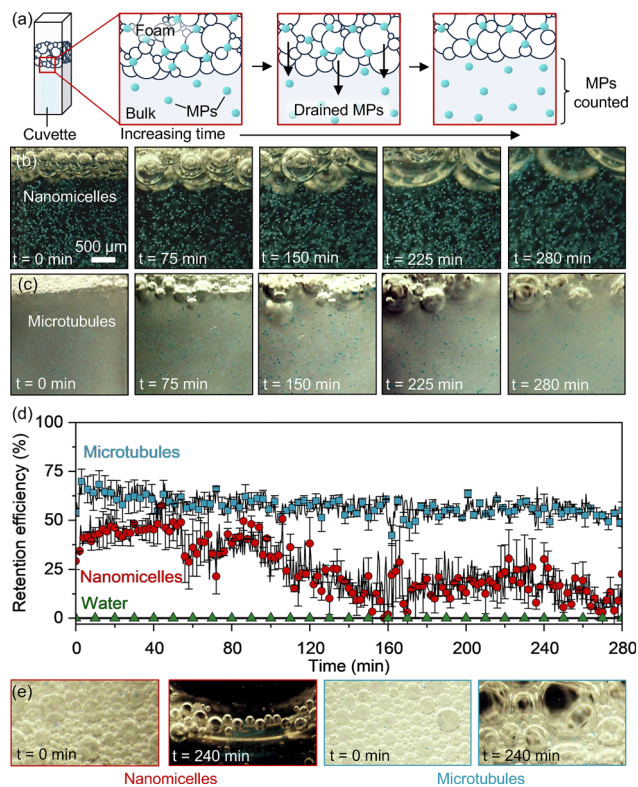 (a)
Foam
Bulk
MPs
Drained MPs
MPs
counted
Cuvette
Increasing time
(b)
Nanomicelles
500 µm
t = 0 min
t = 75 min
t = 150 min
t = 225 min
t = 280 min
(c)
Microtubules
t = 0 min
t = 75 min
t = 150 min
t = 225 min
t = 280 min
(d)
Retention efficiency (%)
100
75
50
25
0
Microtubules
Nanomicelles
Water
0 40 80 120 160 200 240 280
Time (min)
(e)
t = 0 min
t = 240 min
t = 0 min
t = 240 min
Nanomicelles
Microtubules